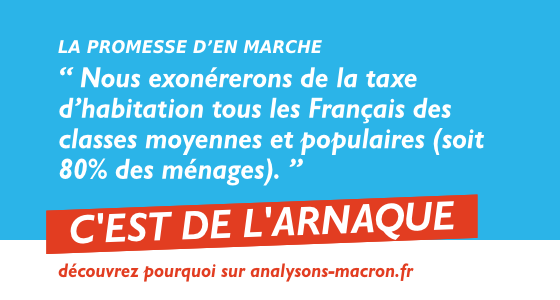 LA PROMESSE D’EN MARCHE
“ Nous exonérerons de la taxe
d’habitation tous les Français des
classes moyennes et populaires (soit
80% des ménages). ”
C'EST DE L'ARNAQUE
découvrez pourquoi sur analysons-macron.fr